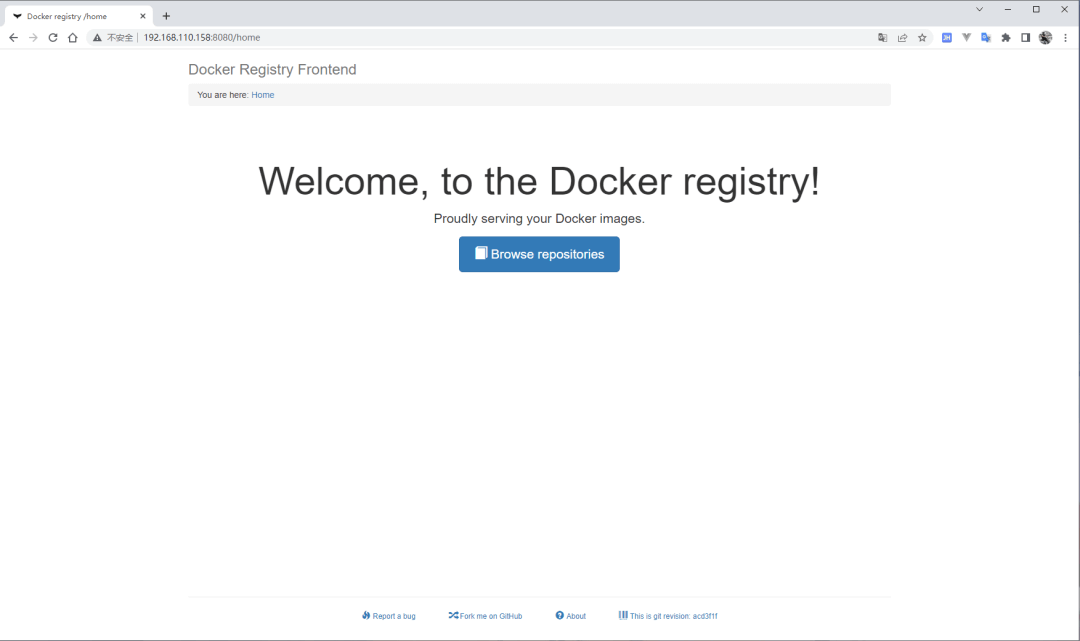 Docker registry /home
不安全 192.168.110.158:8080/home
Docker Registry Frontend
You are here: Home
Welcome, to the Docker registry!
Proudly serving your Docker images.
Browse repositories
Report a bug Fork me on GitHub About This is git revision: acd3f1f